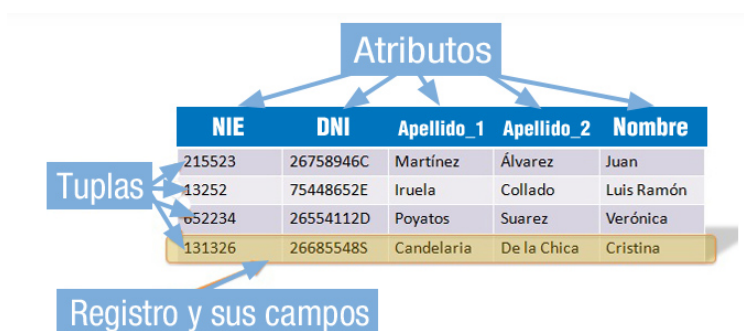 Atributos
NIE DNI Apellido_1 Apellido_2 Nombre
215523 26758946C Martínez Álvarez Juan
Tuplas
13252 75448652E Iruela Collado Luis Ramón
652234 26554112D Poyatos Suarez Verónica
131326 26685548S Candelaria De la Chica Cristina
Registro y sus campos